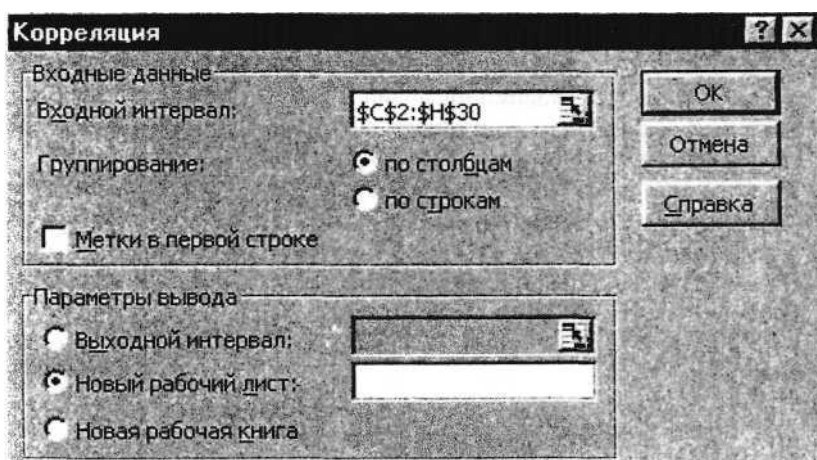 Корреляция
Входные данные
Входной интервал: $C$2:$H$30
Группирование: по столбцам
по строкам
Метки в первой строке
OK
Отмена
Справка
Параметры вывода
Выходной интервал:
Новый рабочий лист:
Новая рабочая книга